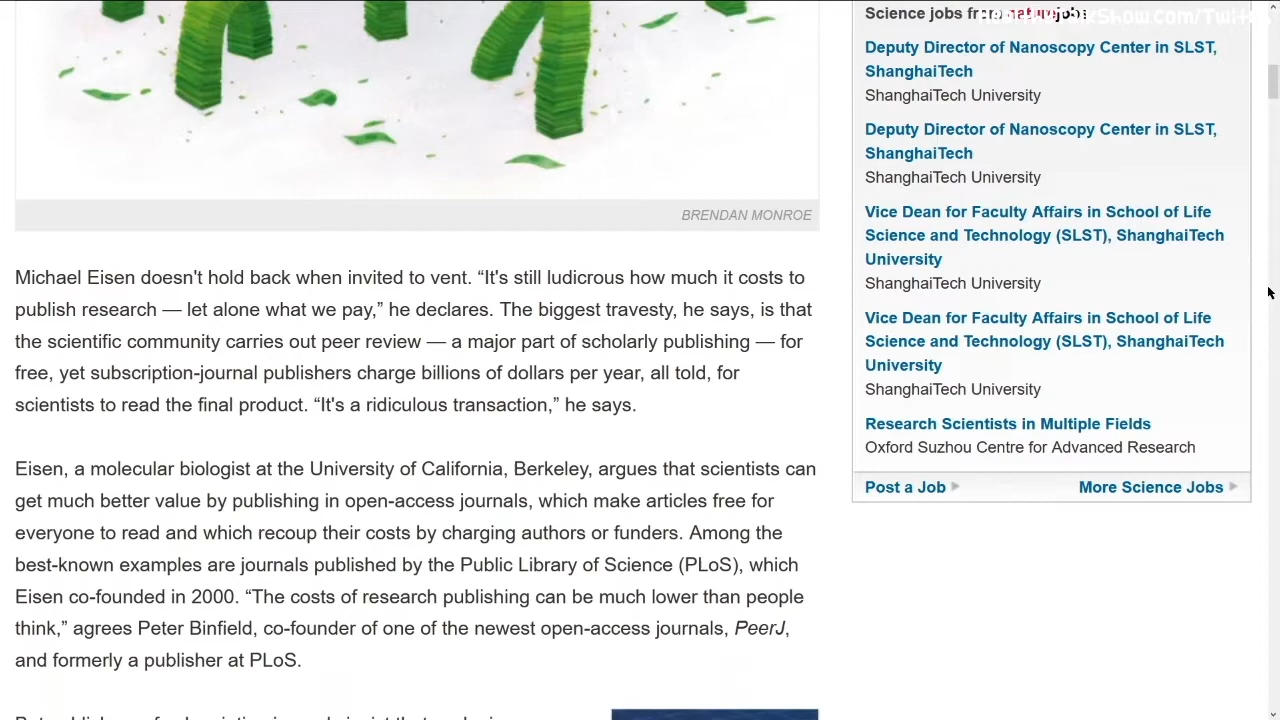 Science jobs from naturejobs
Deputy Director of Nanoscopy Center in SLST,
ShanghaiTech
ShanghaiTech University
Deputy Director of Nanoscopy Center in SLST,
ShanghaiTech
ShanghaiTech University
Vice Dean for Faculty Affairs in School of Life
Science and Technology (SLST), ShanghaiTech
University
ShanghaiTech University
Vice Dean for Faculty Affairs in School of Life
Science and Technology (SLST), ShanghaiTech
University
ShanghaiTech University
Research Scientists in Multiple Fields
Oxford Suzhou Centre for Advanced Research
Post a Job
More Science Jobs
BRENDAN MONROE
Michael Eisen doesn't hold back when invited to vent. “It's still ludicrous how much it costs to
publish research — let alone what we pay,” he declares. The biggest travesty, he says, is that
the scientific community carries out peer review — a major part of scholarly publishing — for
free, yet subscription-journal publishers charge billions of dollars per year, all told, for
scientists to read the final product. “It's a ridiculous transaction,” he says.
Eisen, a molecular biologist at the University of California, Berkeley, argues that scientists can
get much better value by publishing in open-access journals, which make articles free for
everyone to read and which recoup their costs by charging authors or funders. Among the
best-known examples are journals published by the Public Library of Science (PLoS), which
Eisen co-founded in 2000. “The costs of research publishing can be much lower than people
think,” agrees Peter Binfield, co-founder of one of the newest open-access journals, PeerJ,
and formerly a publisher at PLoS.